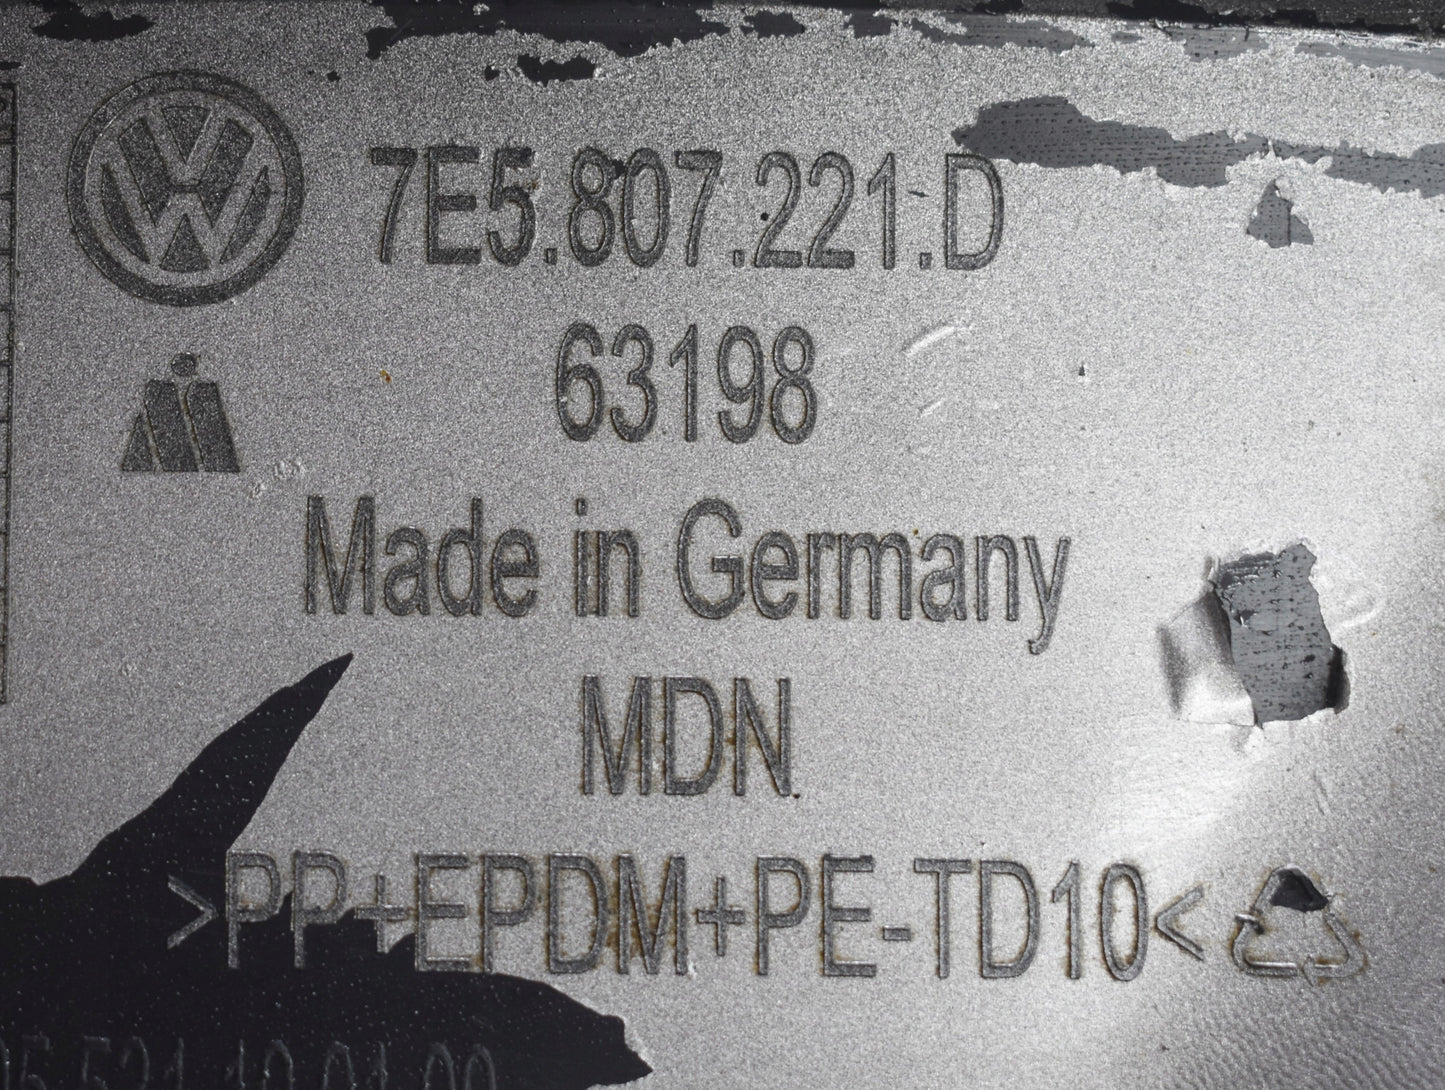 7E5.807.221.D
63198
Made in Germany
MDN
>PP+EPDM+PE-TD10<